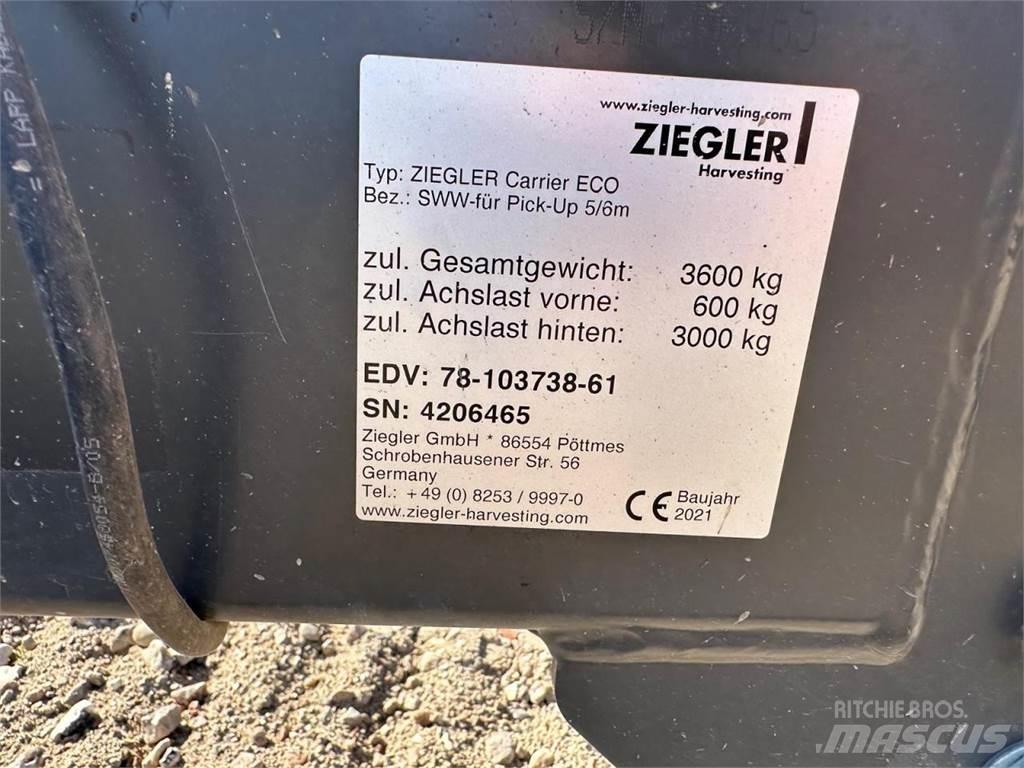 www.ziegler-harvesting.com
ZIEGLER
Harvesting
Typ: ZIEGLER Carrier ECO
Bez.: SWW-für Pick-Up 5/6m
zul. Gesamtgewicht: 3600 kg
zul. Achslast vorne: 600 kg
zul. Achslast hinten: 3000 kg
EDV: 78-103738-61
SN: 4206465
Ziegler GmbH * 86554 Pöttmes
Schrobenhausener Str. 56
Germany
Tel.: +49 (0) 8253 / 9997-0
www.ziegler-harvesting.com
CE Baujahr
2021
LAPP
RITCHIE BROS.
MASCUS